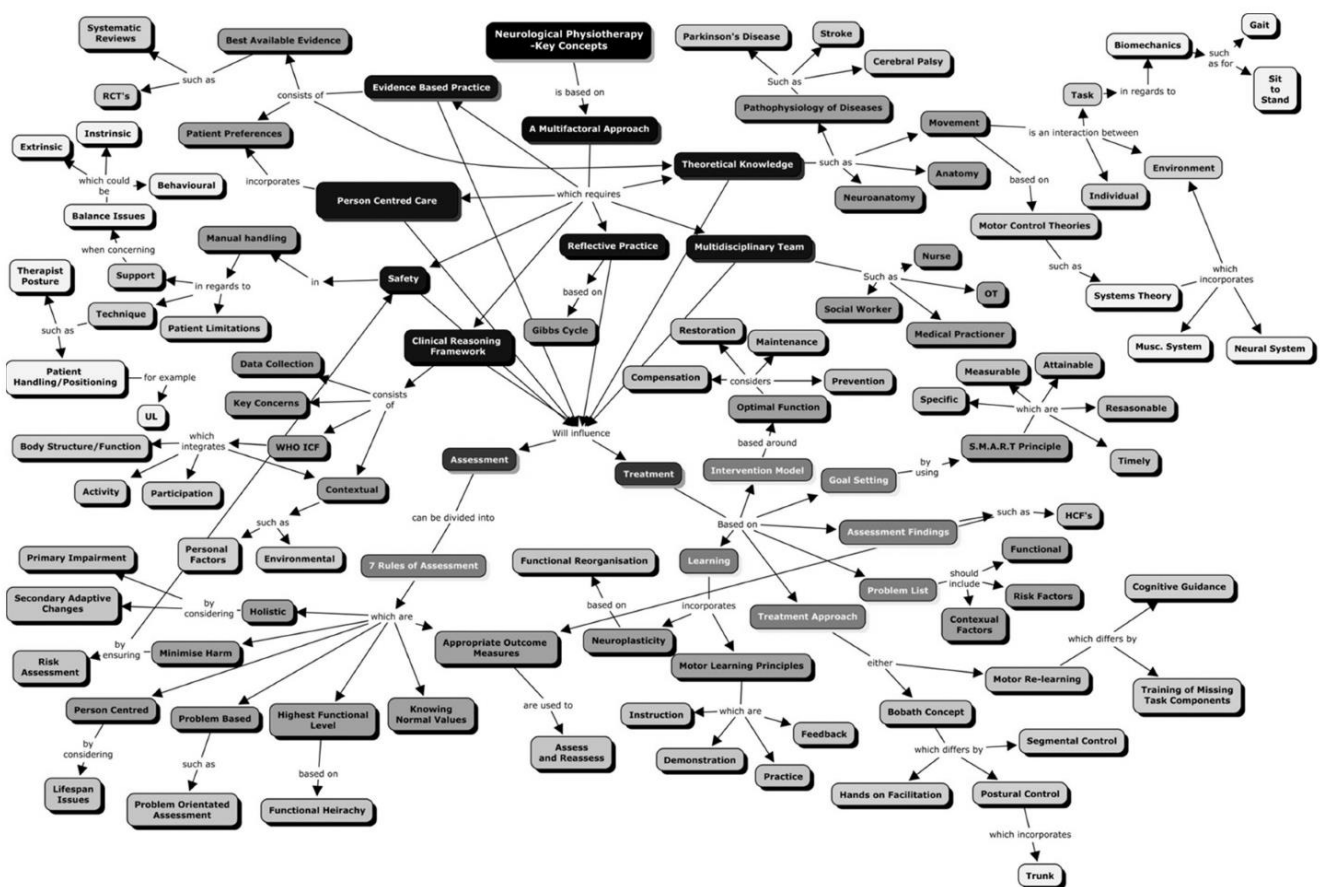 Neurological Physiotherapy
-Key Concepts
is based on
A Multifactoral Approach
which requires
Systematic
Reviews
Best Available Evidence
such as
RCT's
consists of
Evidence Based Practice
Patient Preferences
incorporates
Person Centred Care
Parkinson's Disease
Stroke
Cerebral Palsy
Such as
Pathophysiology of Diseases
Theoretical Knowledge
such as
Movement
Anatomy
Neuroanatomy
is an interaction between
Task
in regards to
Biomechanics
such
as for
Gait
Sit
to
Stand
Environment
Individual
based
on
Motor Control Theories
such as
Systems Theory
which
incorporates
Musc. System
Neural System
Extrinsic
Instrinsic
Behavioural
which could
be
Balance Issues
when concerning
Support
Manual handling
in regards to
in
Safety
Technique
Patient Limitations
Therapist
Posture
such as
Patient
Handling/Positioning
for example
UL
Reflective Practice
based
on
Gibbs Cycle
Multidisciplinary Team
Such as
Nurse
OT
Social Worker
Medical Practioner
Clinical Reasoning
Framework
consists
of
Data Collection
Key Concerns
WHO ICF
which
integrates
Body Structure/Function
Activity
Participation
Contextual
such as
Personal
Factors
Environmental
Will influence
Assessment
can be divided into
7 Rules of Assessment
which are
Holistic
by
considering
Primary Impairment
Secondary Adaptive
Changes
Minimise Harm
by
ensuring
Risk
Assessment
Person Centred
by
considering
Lifespan
Issues
Problem Based
such as
Problem Orientated
Assessment
Highest Functional
Level
based on
Functional Heirachy
Knowing
Normal Values
Appropriate Outcome
Measures
are used to
Assess
and Reassess
Treatment
Based on
Intervention Model
based around
Optimal Function
considers
Restoration
Maintenance
Compensation
Prevention
Goal Setting
by
using
S.M.A.R.T Principle
which are
Specific
Measurable
Attainable
Resasonable
Timely
Assessment Findings
such as
HCF's
Problem List
should
include
Functional
Risk Factors
Contexual
Factors
Learning
incorporates
Neuroplasticity
based on
Functional Reorganisation
Motor Learning Principles
which are
Instruction
Demonstration
Practice
Feedback
Treatment Approach
either
Motor Re-learning
which differs by
Cognitive Guidance
Training of Missing
Task Components
Bobath Concept
which differs by
Segmental Control
Hands on Facilitation
Postural Control
which incorporates
Trunk